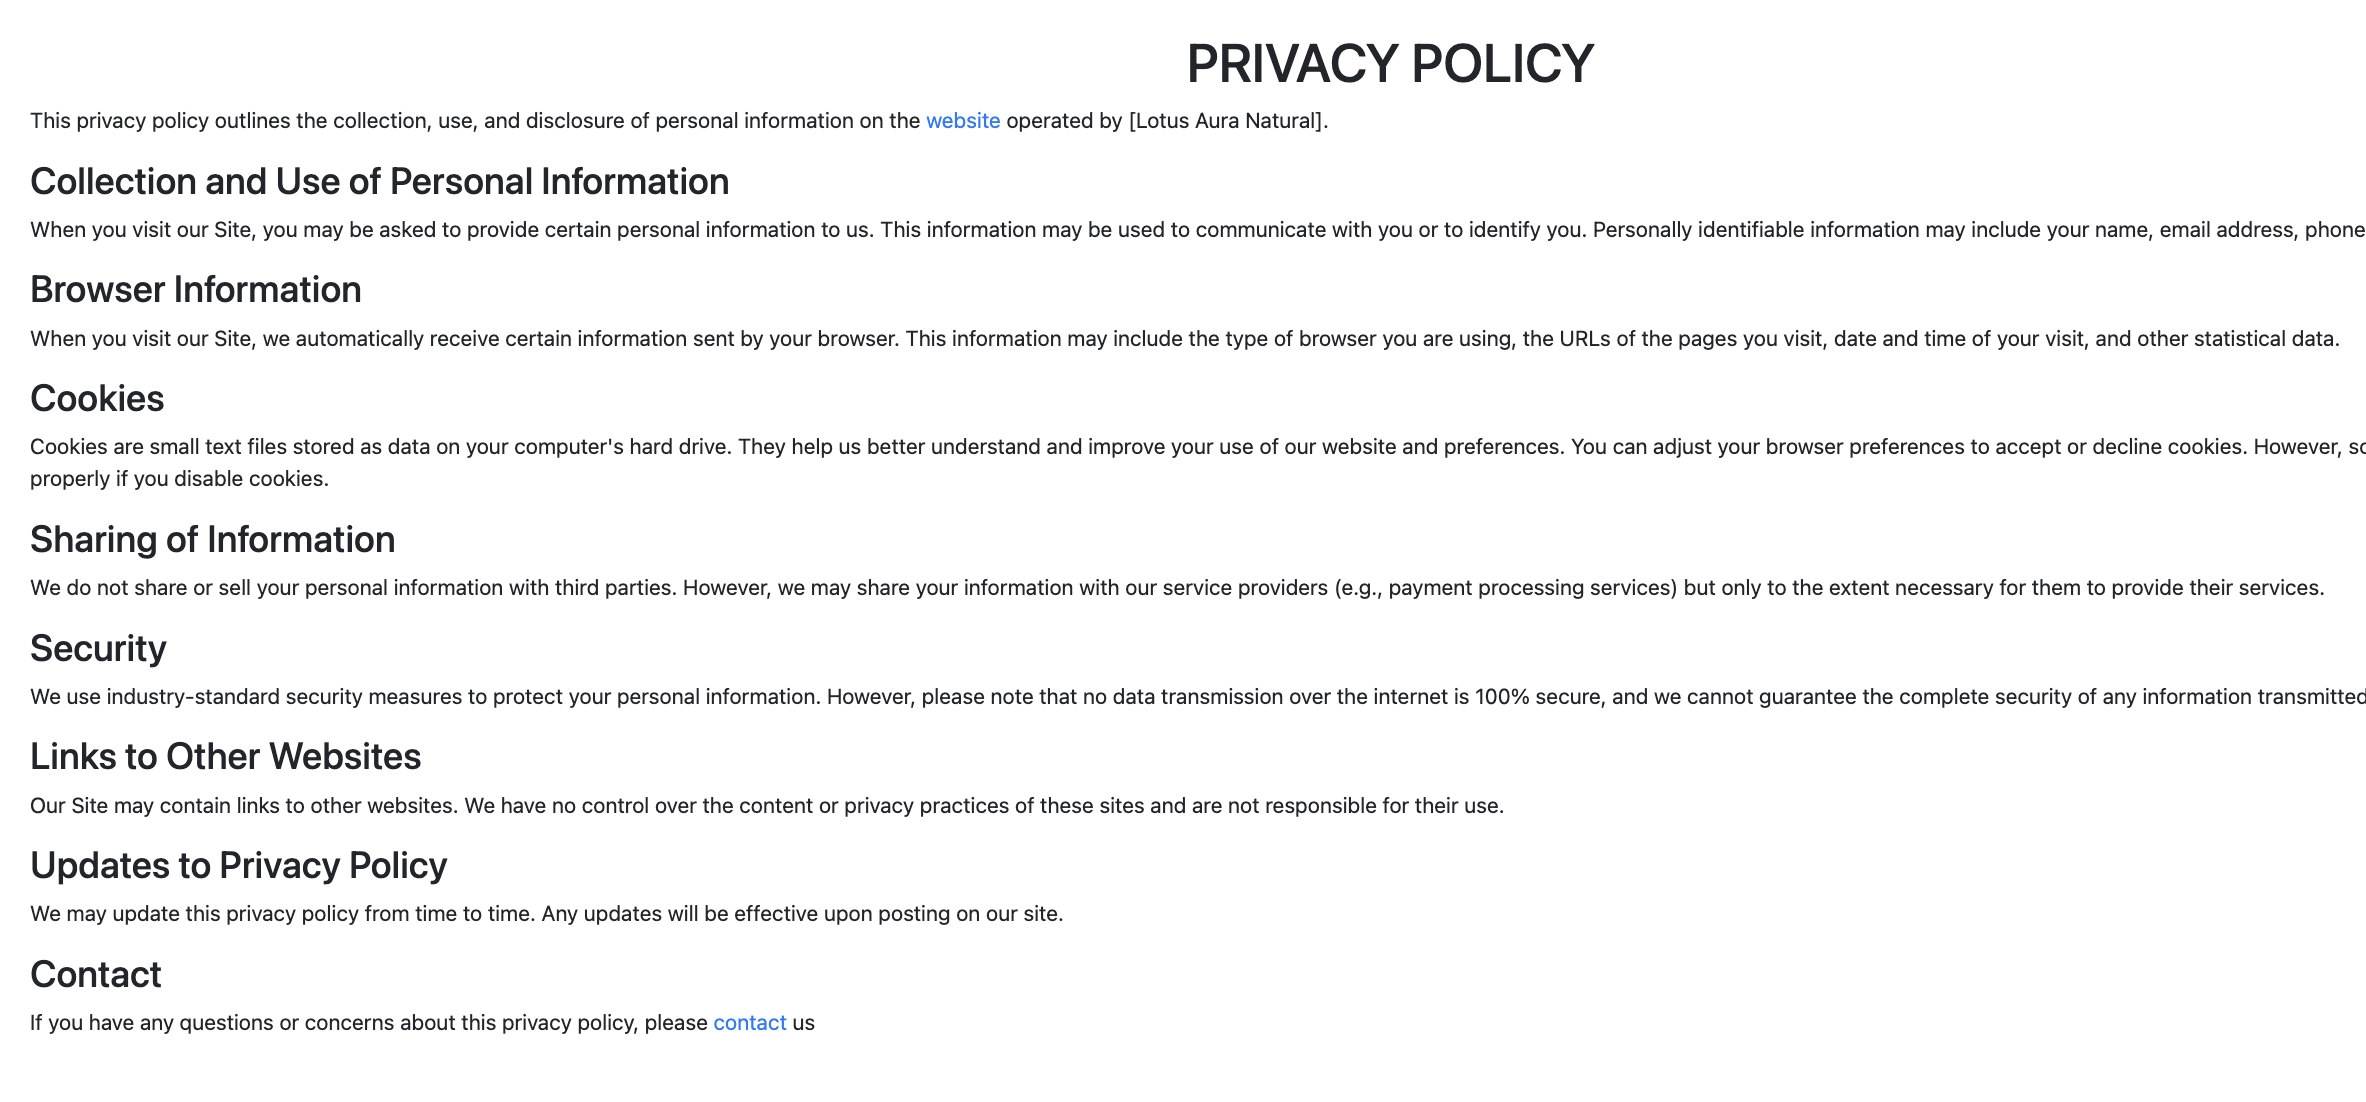 PRIVACY POLICY
This privacy policy outlines the collection, use, and disclosure of personal information on the website operated by [Lotus Aura Natural].
Collection and Use of Personal Information
When you visit our Site, you may be asked to provide certain personal information to us. This information may be used to communicate with you or to identify you. Personally identifiable information may include your name, email address, phone
Browser Information
When you visit our Site, we automatically receive certain information sent by your browser. This information may include the type of browser you are using, the URLs of the pages you visit, date and time of your visit, and other statistical data.
Cookies
Cookies are small text files stored as data on your computer's hard drive. They help us better understand and improve your use of our website and preferences. You can adjust your browser preferences to accept or decline cookies. However,
properly if you disable cookies.
Sharing of Information
We do not share or sell your personal information with third parties. However, we may share your information with our service providers (e.g., payment processing services) but only to the extent necessary for them to provide their services.
Security
We use industry-standard security measures to protect your personal information. However, please note that no data transmission over the internet is 100% secure, and we cannot guarantee the complete security of any information transmitted
Links to Other Websites
Our Site may contain links to other websites. We have no control over the content or privacy practices of these sites and are not responsible for their use.
Updates to Privacy Policy
We may update this privacy policy from time to time. Any updates will be effective upon posting on our site.
Contact
If you have any questions or concerns about this privacy policy, please contact us